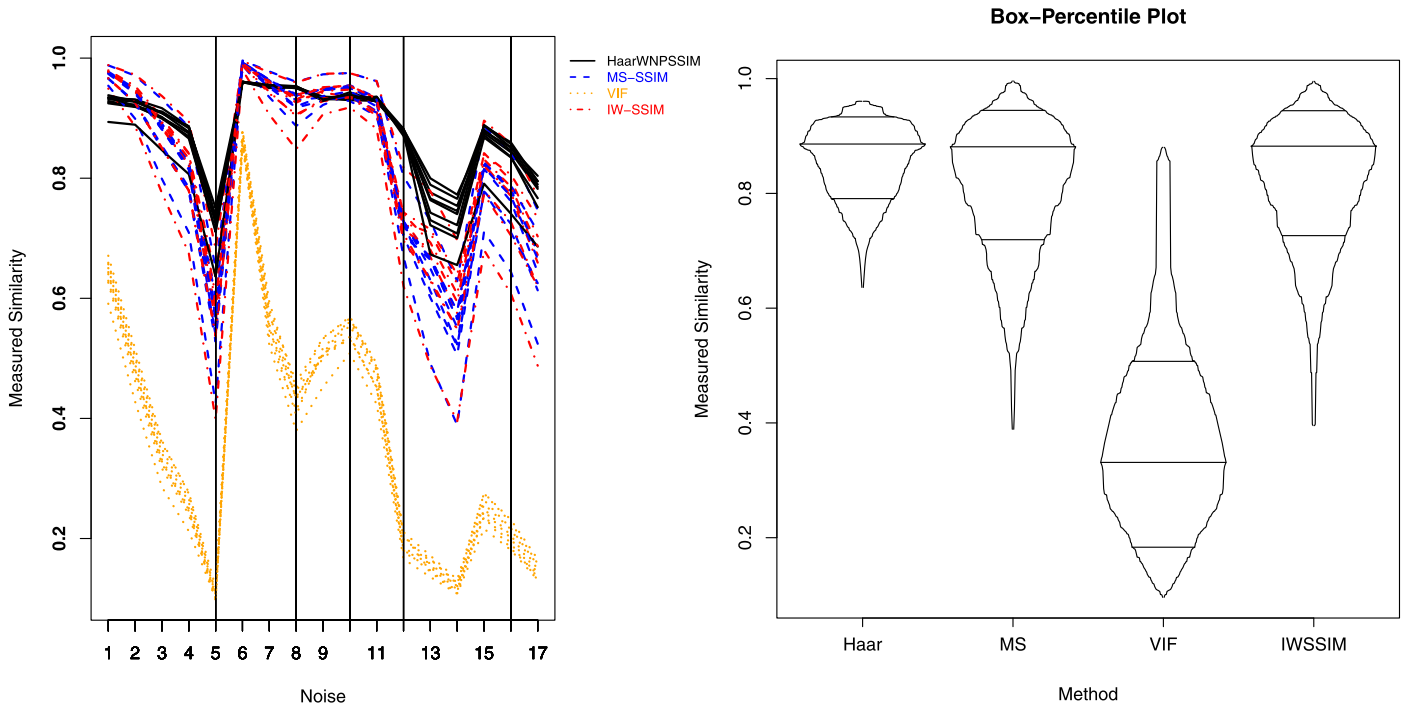 HaarWNPSSIM
MS−SSIM
VIF
IW−SSIM
Measured Similarity
1.0
0.8
0.6
0.4
0.2
1 2 3 4 5 6 7 8 9 11 13 15 17
Noise
Box−Percentile Plot
Measured Similarity
1.0
0.8
0.6
0.4
0.2
Haar MS VIF IWSSIM
Method